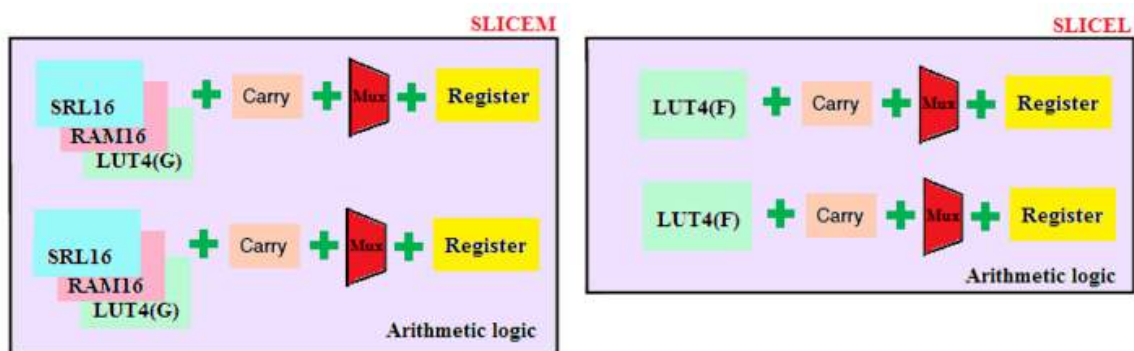 SLICEM
SRL16
RAM16
LUT4(G)
Carry
Mux
Register
SRL16
RAM16
LUT4(G)
Carry
Mux
Register
Arithmetic logic
SLICEL
LUT4(F)
Carry
Mux
Register
LUT4(F)
Carry
Mux
Register
Arithmetic logic